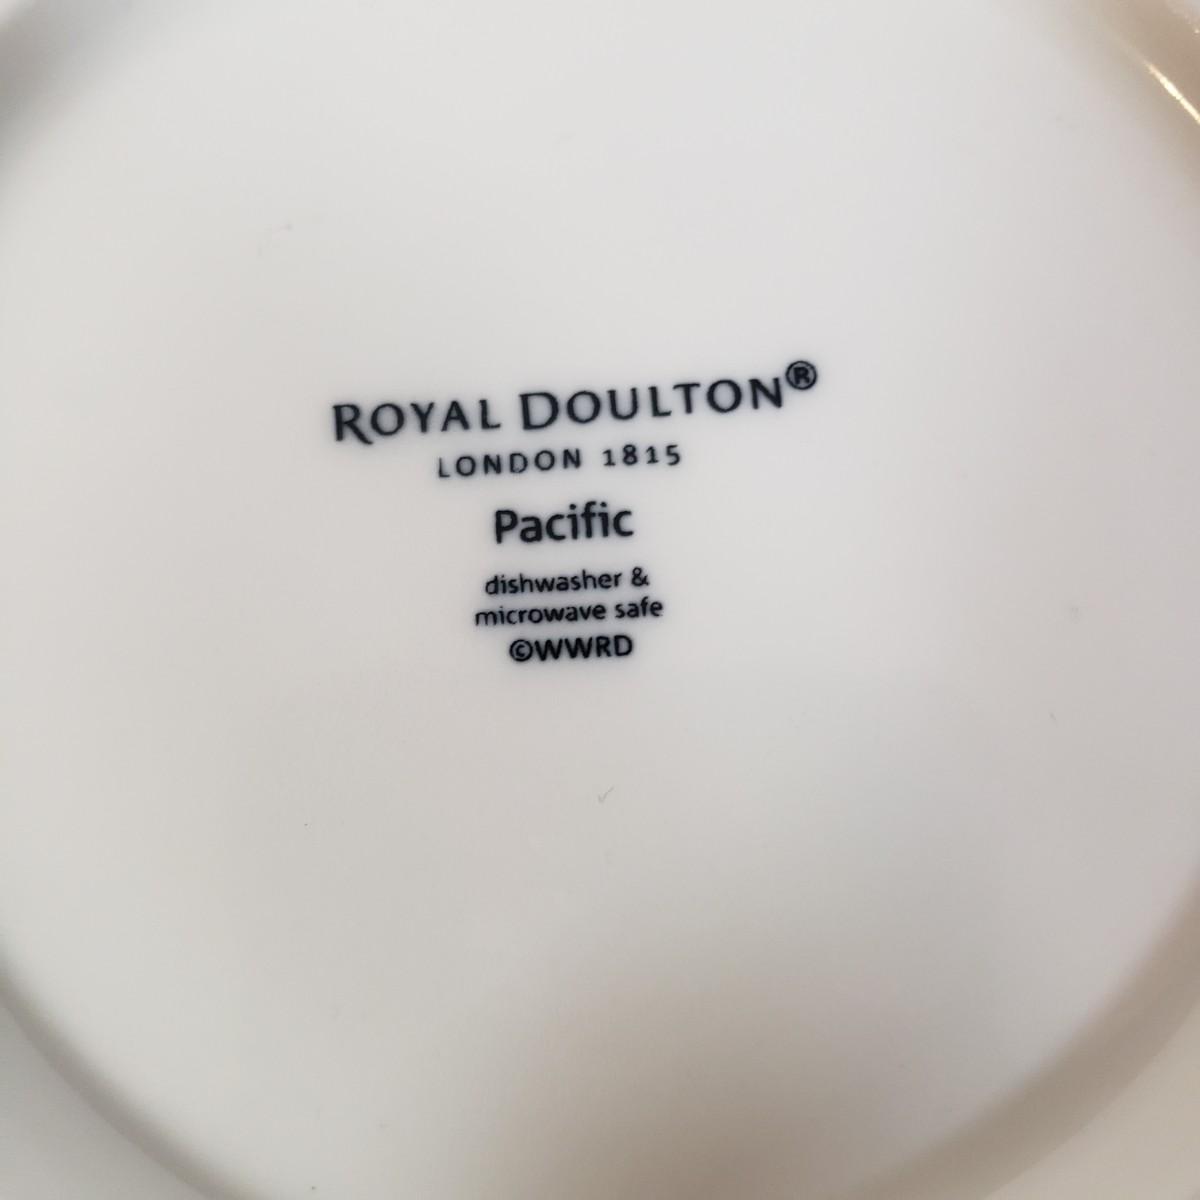 ROYAL DOULTON®
LONDON 1815
Pacific
dishwasher &
microwave safe
©WWRD